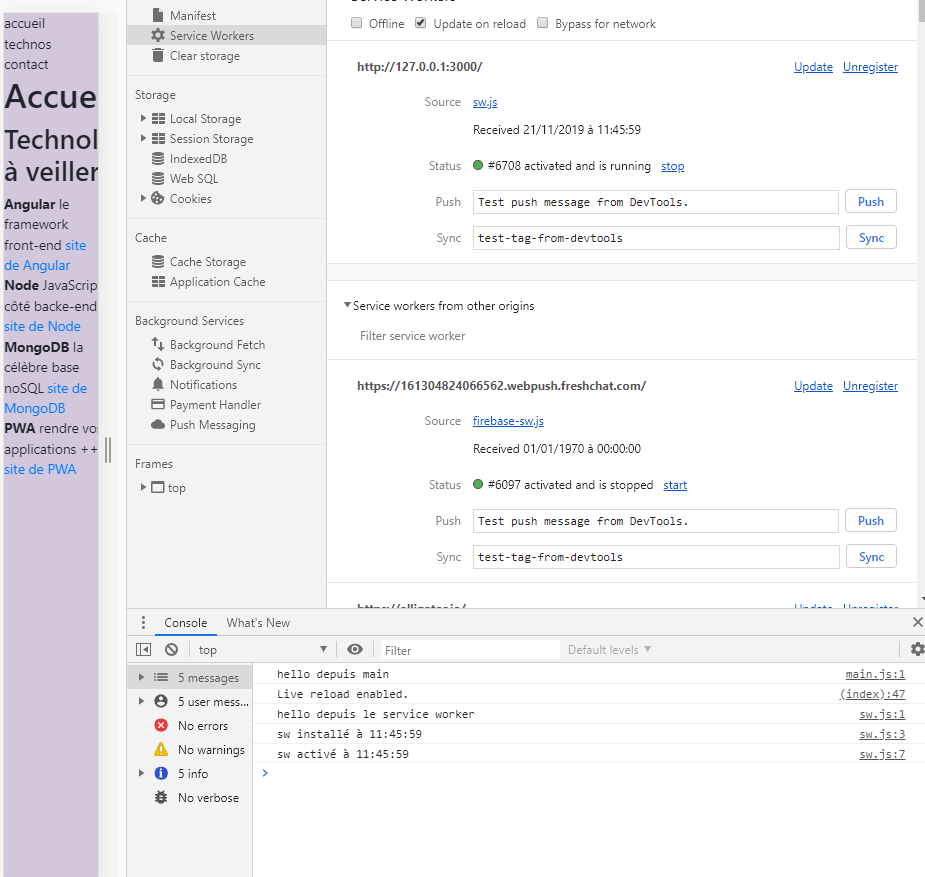 accueil
technos
contact
Accue
Technol
à veiller
Angular le
framework
front-end site
de Angular
Node JavaScrip
côté backe-end
site de Node
MongoDB la
célèbre base
noSQL site de
MongoDB
PWA rendre vos
applications ++
site de PWA
Manifest
Service Workers
Clear storage
Storage
Local Storage
Session Storage
IndexedDB
Web SQL
Cookies
Cache
Cache Storage
Application Cache
Background Services
Background Fetch
Background Sync
Notifications
Payment Handler
Push Messaging
Frames
top
Service Workers
Offline Update on reload Bypass for network
http://127.0.0.1:3000/ Update Unregister
Source sw.js
Received 21/11/2019 à 11:45:59
Status #6708 activated and is running stop
Push Test push message from DevTools. Push
Sync test-tag-from-devtools Sync
Service workers from other origins
Filter service worker
https://161304824066562.webpush.freshchat.com/ Update Unregister
Source firebase-sw.js
Received 01/01/1970 à 00:00:00
Status #6097 activated and is stopped start
Push Test push message from DevTools. Push
Sync test-tag-from-devtools Sync
Update Unregister
Console What's New
top Filter Default levels
5 messages
5 user mess...
No errors
No warnings
5 info
No verbose
hello depuis main main.js:1
Live reload enabled. (index):47
hello depuis le service worker sw.js:1
sw installé à 11:45:59 sw.js:3
sw activé à 11:45:59 sw.js:7